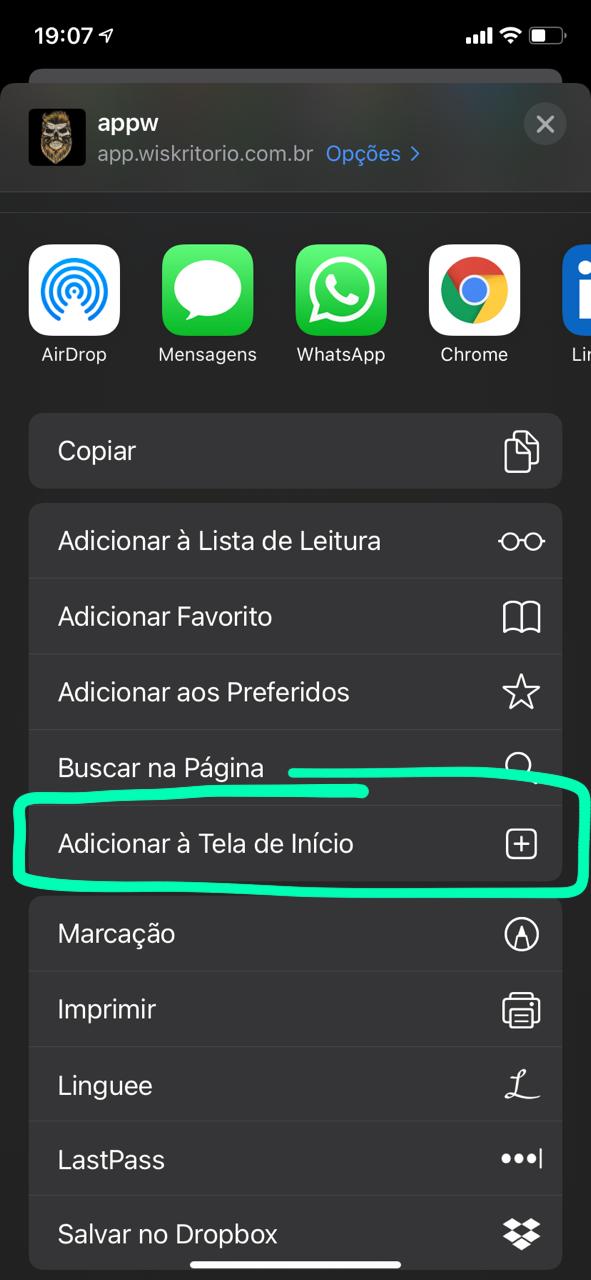 19:07
appw
app.wiskritorio.com.br Opções >
AirDrop Mensagens WhatsApp Chrome
Copiar
Adicionar à Lista de Leitura
Adicionar Favorito
Adicionar aos Preferidos
Buscar na Página
Adicionar à Tela de Início
Marcação
Imprimir
Linguee
LastPass
Salvar no Dropbox